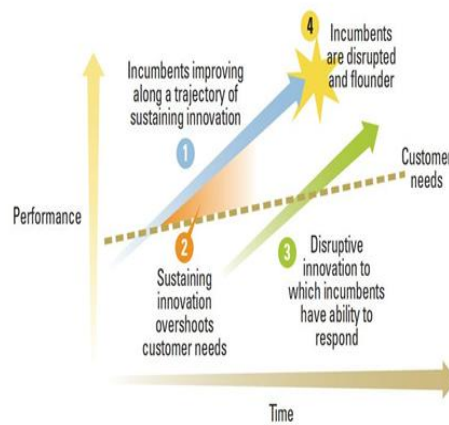 4
Incumbents
are disrupted
and flounder
Incumbents improving
along a trajectory of
sustaining innovation
1
Customer
needs
Performance
2
Sustaining
innovation
overshoots
customer needs
3
Disruptive
innovation to
which incumbents
have ability to
respond
Time